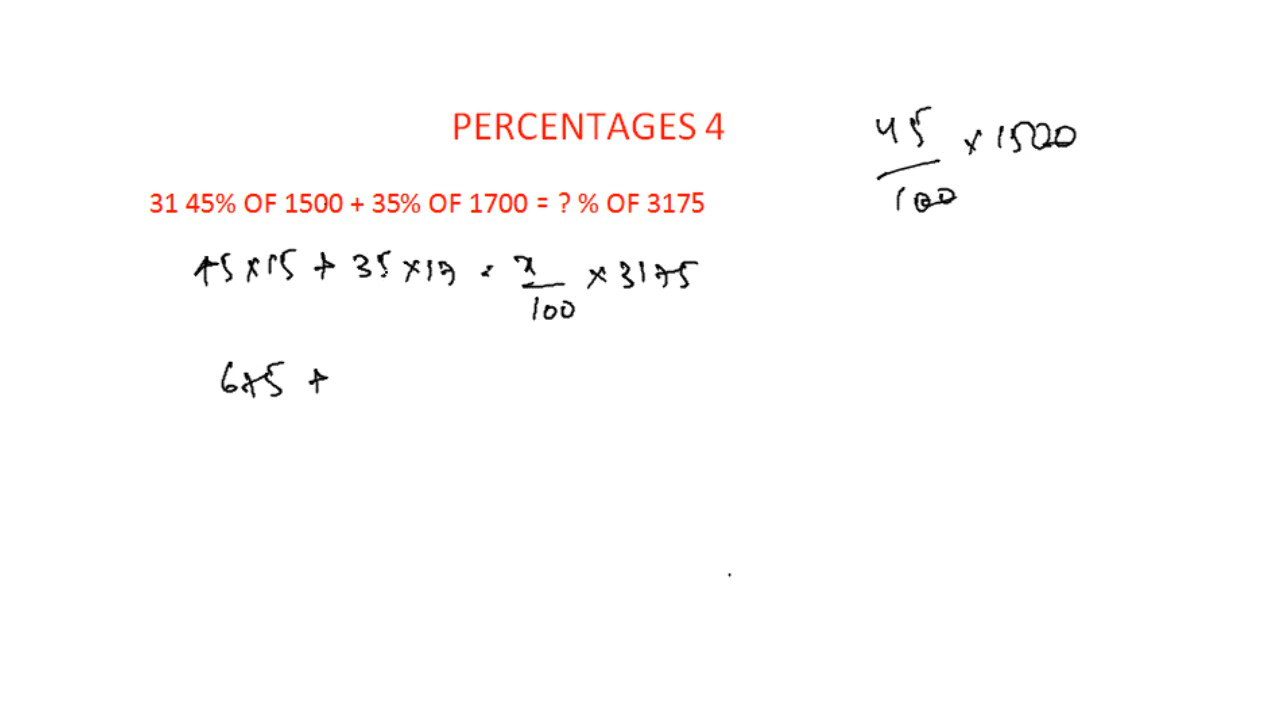 PERCENTAGES 4
45
/100 × 1500
31 45% OF 1500 + 35% OF 1700 = ? % OF 3175
45 × 15 + 35 × 17 = x/100 × 3175
675 +